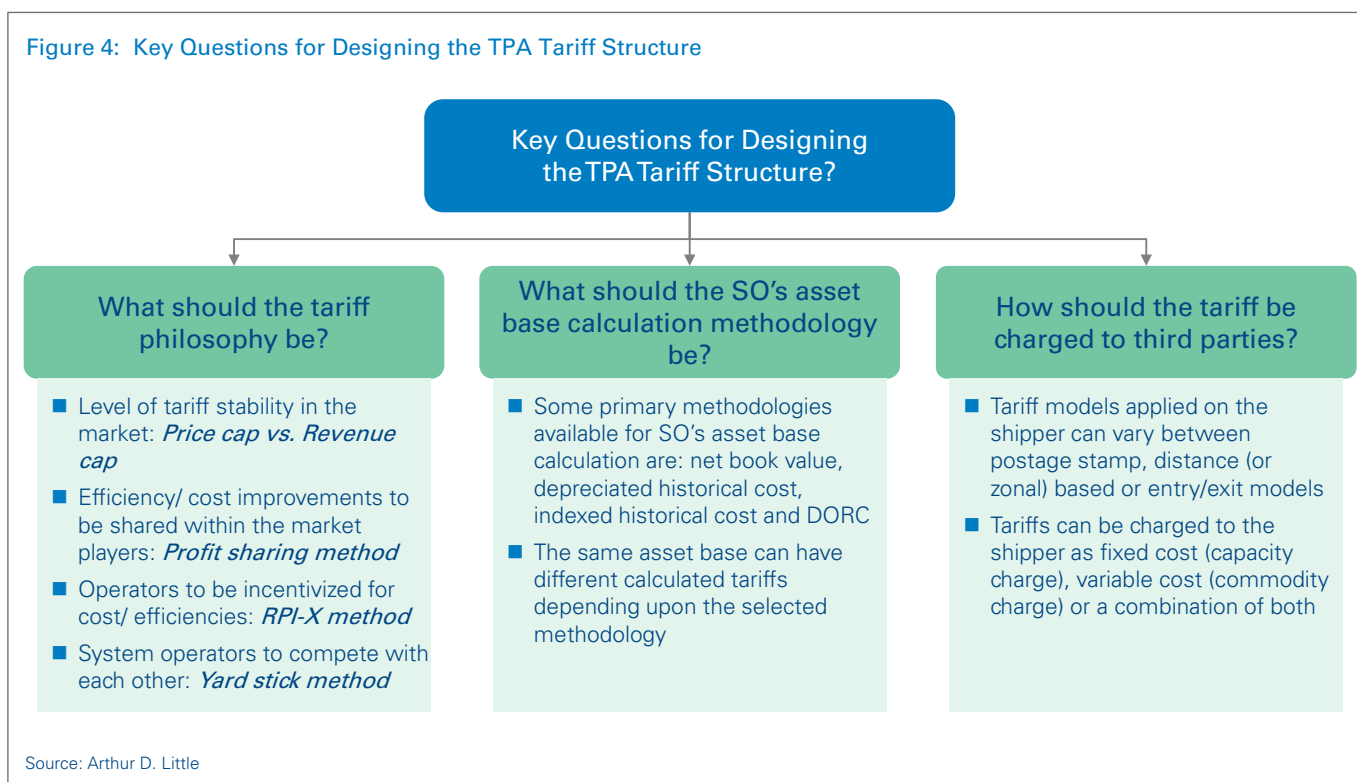 Figure 4: Key Questions for Designing the TPA Tariff Structure
Key Questions for Designing
the TPA Tariff Structure?
What should the tariff
philosophy be?
■ Level of tariff stability in the
market: Price cap vs. Revenue
cap
■ Efficiency/ cost improvements to
be shared within the market
players: Profit sharing method
■ Operators to be incentivized for
cost/ efficiencies: RPI-X method
■ System operators to compete with
each other: Yard stick method
What should the SO’s asset
base calculation methodology
be?
■ Some primary methodologies
available for SO’s asset base
calculation are: net book value,
depreciated historical cost,
indexed historical cost and DORC
■ The same asset base can have
different calculated tariffs
depending upon the selected
methodology
How should the tariff be
charged to third parties?
■ Tariff models applied on the
shipper can vary between
postage stamp, distance (or
zonal) based or entry/exit models
■ Tariffs can be charged to the
shipper as fixed cost (capacity
charge), variable cost (commodity
charge) or a combination of both
Source: Arthur D. Little